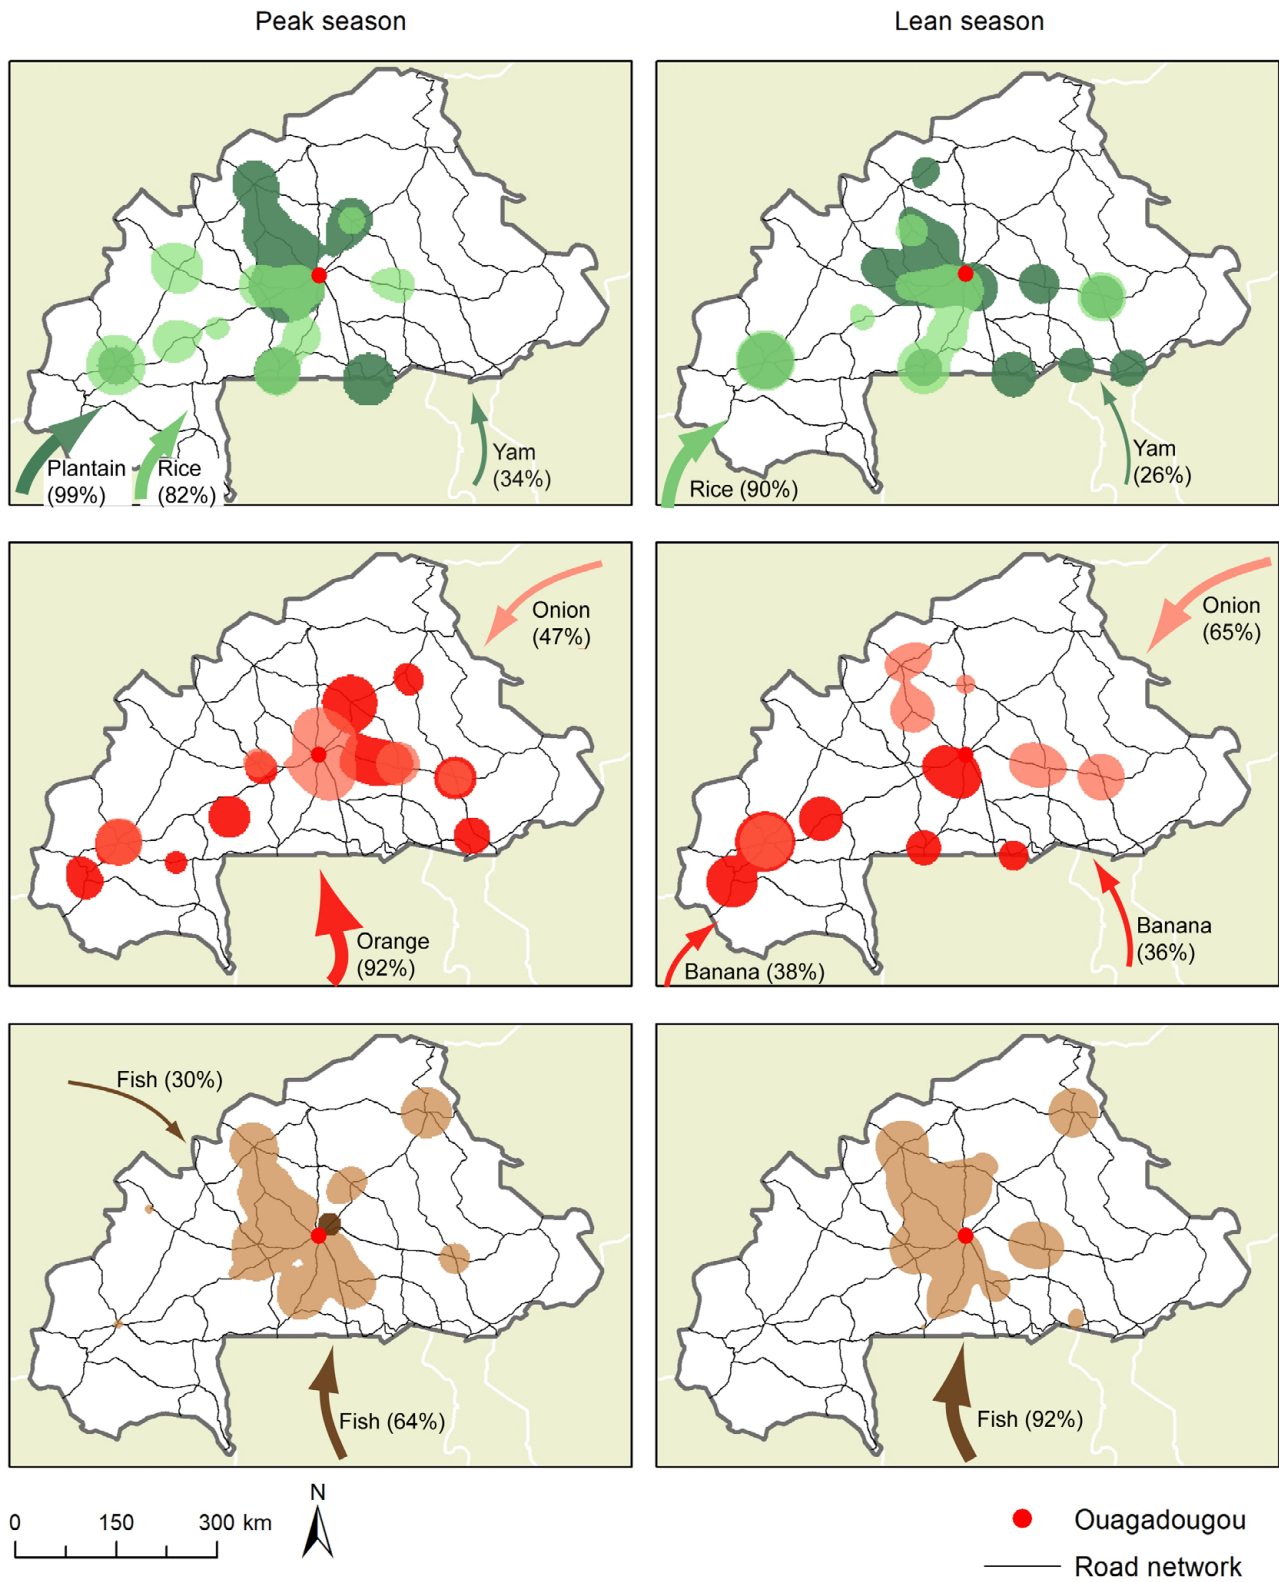 Peak season
Lean season
Plantain
(99%)
Rice
(82%)
Yam
(34%)
Rice (90%)
Yam
(26%)
Onion
(47%)
Orange
(92%)
Onion
(65%)
Banana (38%)
Banana
(36%)
Fish (30%)
Fish (64%)
Fish (92%)
0 150 300 km
N
Ouagadougou
Road network